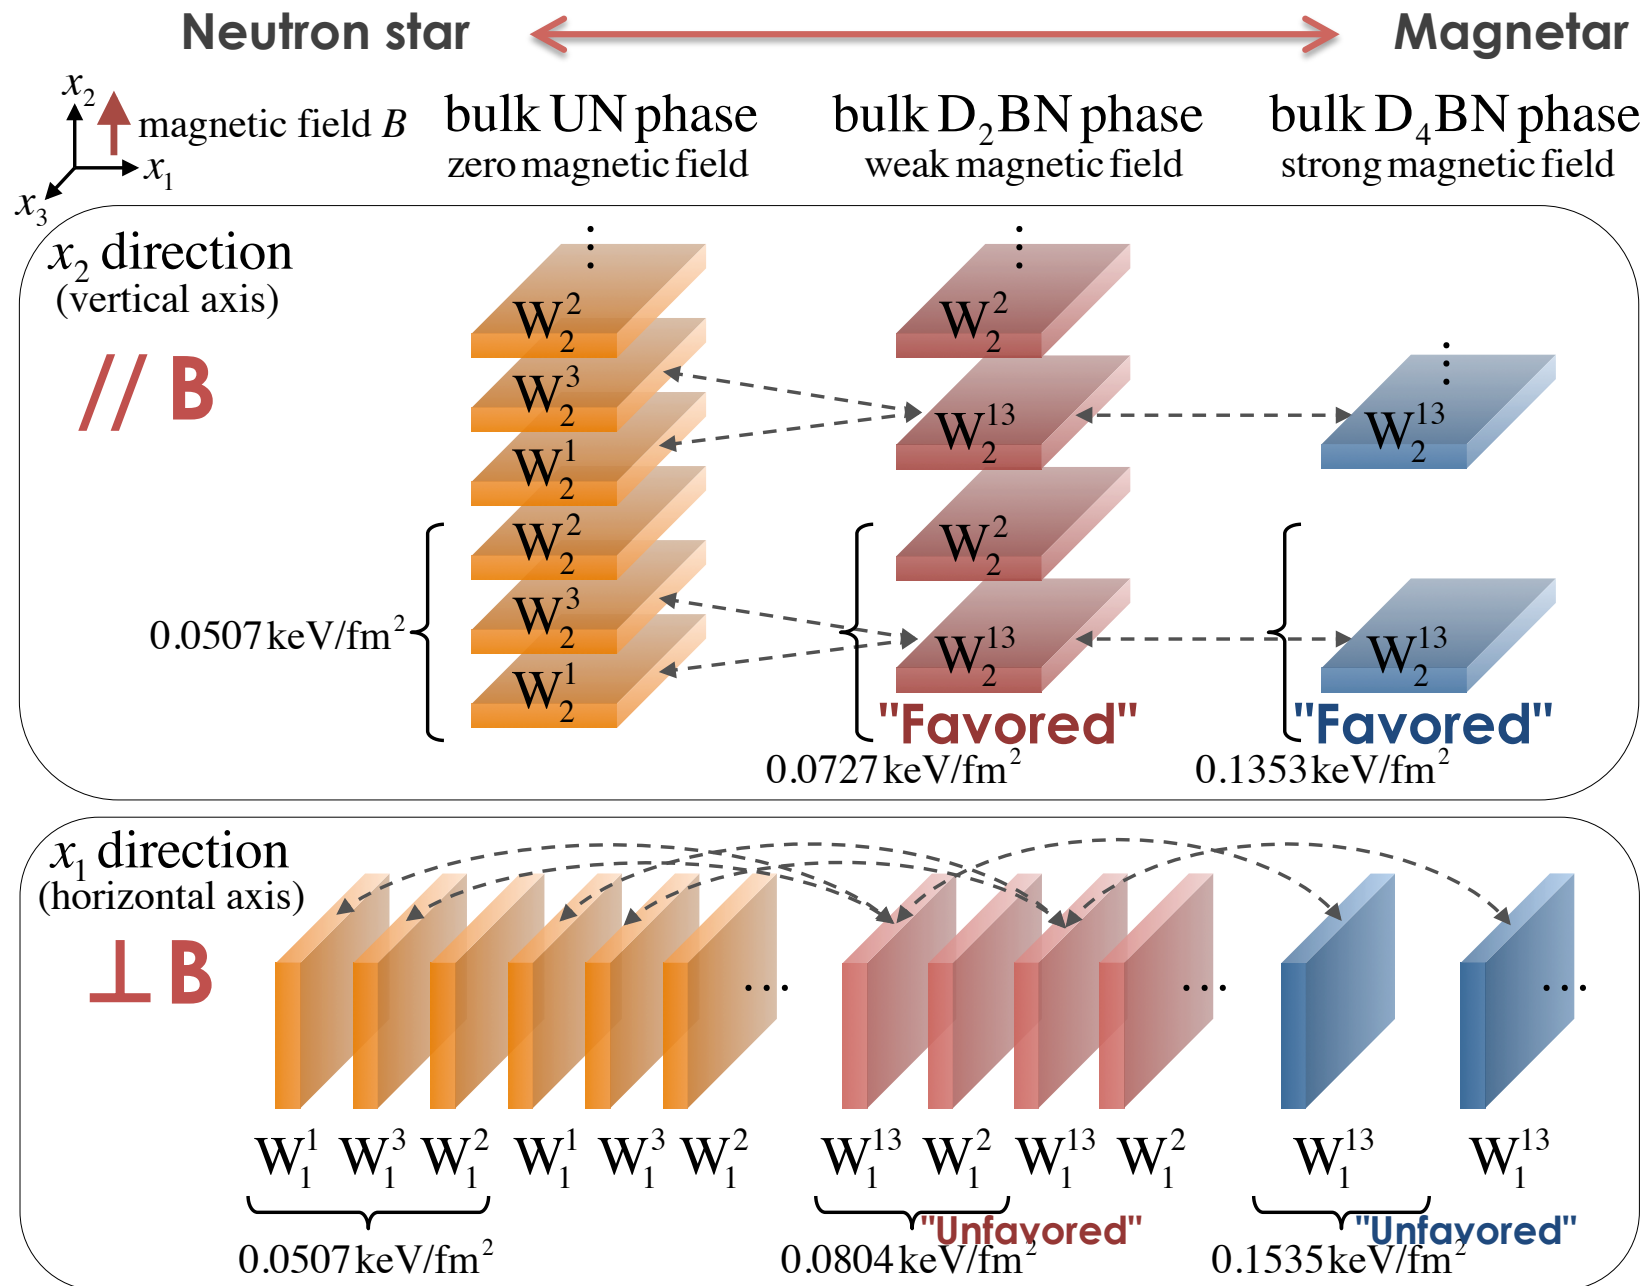 Neutron star
Magnetar
x₂
magnetic field B
x₁
x₃
bulk UN phase
zero magnetic field
bulk D₂BN phase
weak magnetic field
bulk D₄BN phase
strong magnetic field
x₂ direction
(vertical axis)
// B
W₂²
W₂³
W₂¹
W₂²
W₂³
W₂¹
0.0507 keV/fm²
W₂²
W₂¹³
W₂²
W₂¹³
"Favored"
0.0727 keV/fm²
W₂¹³
W₂¹³
"Favored"
0.1353 keV/fm²
x₁ direction
(horizontal axis)
⊥ B
...
...
...
W₁¹ W₁³ W₁² W₁¹ W₁³ W₁²
W₁¹³ W₁² W₁¹³ W₁²
W₁¹³ W₁¹³
"Unfavored"
"Unfavored"
0.0507 keV/fm²
0.0804 keV/fm²
0.1535 keV/fm²